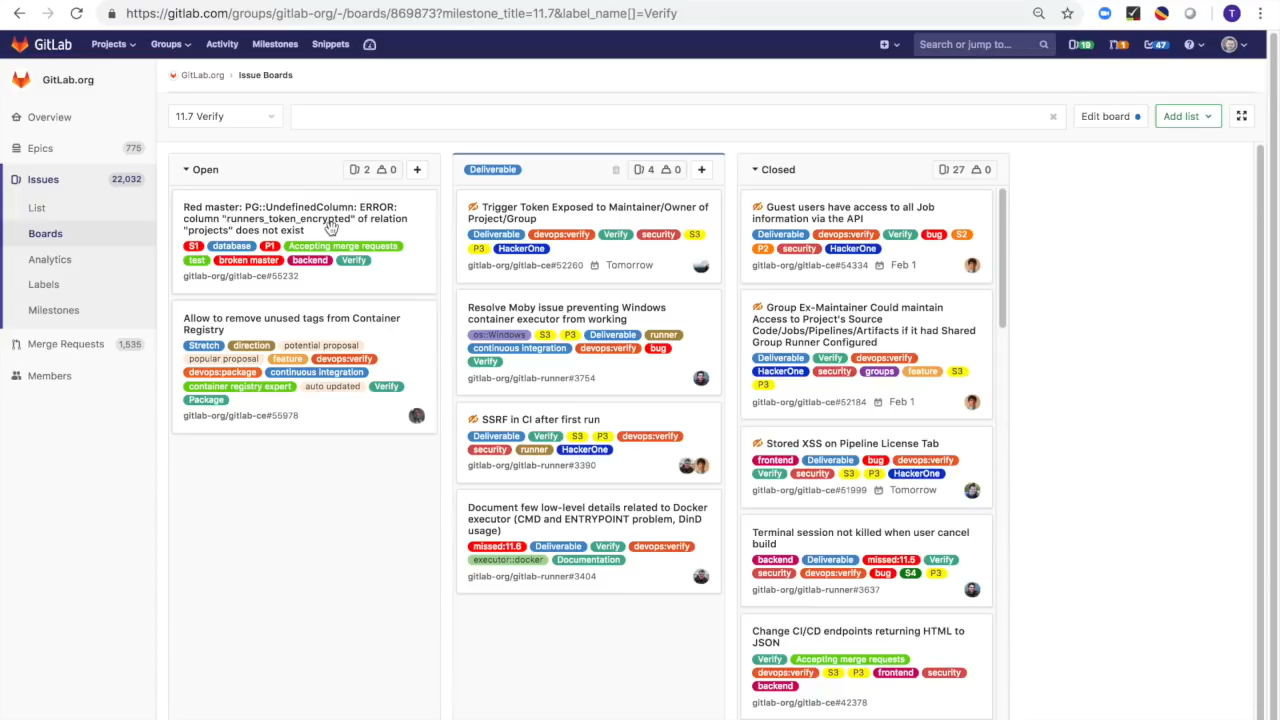 https://gitlab.com/groups/gitlab-org/-/boards/869873?milestone_title=11.7&label_name[]=Verify
T
GitLab Projects Groups Activity Milestones Snippets Search or jump to... 19 1 47
GitLab.org
GitLab.org › Issue Boards
Overview
Epics 775
Issues 22,032
List
Boards
Analytics
Labels
Milestones
Merge Requests 1,535
Members
11.7 Verify
Edit board
Add list
Open 2 0
Red master: PG::UndefinedColumn: ERROR:
column "runners_token_encrypted" of relation
"projects" does not exist
S1 database P1 Accepting merge requests
test broken master backend Verify
gitlab-org/gitlab-ce#55232
Allow to remove unused tags from Container
Registry
Stretch direction potential proposal
popular proposal feature devops:verify
devops:package continuous integration
container registry expert auto updated Verify
Package
gitlab-org/gitlab-ce#55978
Deliverable 4 0
Trigger Token Exposed to Maintainer/Owner of
Project/Group
Deliverable devops:verify Verify security S3
P3 HackerOne
gitlab-org/gitlab-ce#52260 Tomorrow
Resolve Moby issue preventing Windows
container executor from working
os::Windows S3 P3 Deliverable runner
continuous integration devops:verify bug
Verify
gitlab-org/gitlab-runner#3754
SSRF in CI after first run
Deliverable Verify S3 P3 devops:verify
security runner HackerOne
gitlab-org/gitlab-runner#3390
Document few low-level details related to Docker
executor (CMD and ENTRYPOINT problem, DinD
usage)
missed:11.6 Deliverable Verify devops:verify
executor::docker Documentation
gitlab-org/gitlab-runner#3404
Closed 27 0
Guest users have access to all Job
information via the API
Deliverable devops:verify Verify bug S2
P2 security HackerOne
gitlab-org/gitlab-ce#54334 Feb 1
Group Ex-Maintainer Could maintain
Access to Project's Source
Code/Jobs/Pipelines/Artifacts if it had Shared
Group Runner Configured
Deliverable Verify devops:verify
HackerOne security groups feature S3
P3
gitlab-org/gitlab-ce#52184 Feb 1
Stored XSS on Pipeline License Tab
frontend Deliverable bug devops:verify
Verify security S3 P3 HackerOne
gitlab-org/gitlab-ce#51999 Tomorrow
Terminal session not killed when user cancel
build
backend Deliverable missed:11.5 Verify
security devops:verify bug S4 P3
gitlab-org/gitlab-runner#3637
Change CI/CD endpoints returning HTML to
JSON
Verify Accepting merge requests
devops:verify S3 P3 frontend security
backend
gitlab-org/gitlab-ce#42378